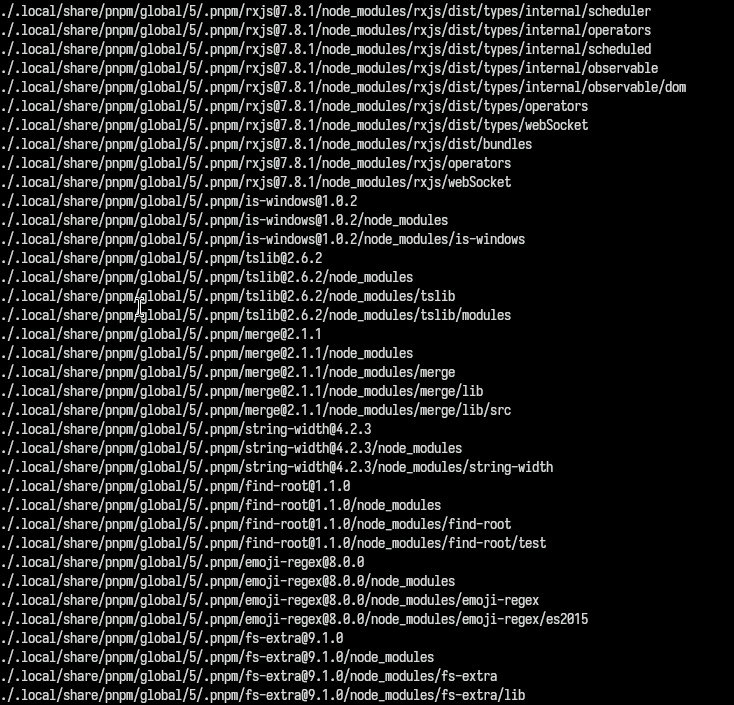 ./.local/share/pnpm/global/5/.pnpm/rxjs@7.8.1/node_modules/rxjs/dist/types/internal/scheduler
./.local/share/pnpm/global/5/.pnpm/rxjs@7.8.1/node_modules/rxjs/dist/types/internal/operators
./.local/share/pnpm/global/5/.pnpm/rxjs@7.8.1/node_modules/rxjs/dist/types/internal/scheduled
./.local/share/pnpm/global/5/.pnpm/rxjs@7.8.1/node_modules/rxjs/dist/types/internal/observable
./.local/share/pnpm/global/5/.pnpm/rxjs@7.8.1/node_modules/rxjs/dist/types/internal/observable/dom
./.local/share/pnpm/global/5/.pnpm/rxjs@7.8.1/node_modules/rxjs/dist/types/operators
./.local/share/pnpm/global/5/.pnpm/rxjs@7.8.1/node_modules/rxjs/dist/types/webSocket
./.local/share/pnpm/global/5/.pnpm/rxjs@7.8.1/node_modules/rxjs/dist/bundles
./.local/share/pnpm/global/5/.pnpm/rxjs@7.8.1/node_modules/rxjs/operators
./.local/share/pnpm/global/5/.pnpm/rxjs@7.8.1/node_modules/rxjs/webSocket
./.local/share/pnpm/global/5/.pnpm/is-windows@1.0.2
./.local/share/pnpm/global/5/.pnpm/is-windows@1.0.2/node_modules
./.local/share/pnpm/global/5/.pnpm/is-windows@1.0.2/node_modules/is-windows
./.local/share/pnpm/global/5/.pnpm/tslib@2.6.2
./.local/share/pnpm/global/5/.pnpm/tslib@2.6.2/node_modules
./.local/share/pnpm/global/5/.pnpm/tslib@2.6.2/node_modules/tslib
./.local/share/pnpm/global/5/.pnpm/tslib@2.6.2/node_modules/tslib/modules
./.local/share/pnpm/global/5/.pnpm/merge@2.1.1
./.local/share/pnpm/global/5/.pnpm/merge@2.1.1/node_modules
./.local/share/pnpm/global/5/.pnpm/merge@2.1.1/node_modules/merge
./.local/share/pnpm/global/5/.pnpm/merge@2.1.1/node_modules/merge/lib
./.local/share/pnpm/global/5/.pnpm/merge@2.1.1/node_modules/merge/lib/src
./.local/share/pnpm/global/5/.pnpm/string-width@4.2.3
./.local/share/pnpm/global/5/.pnpm/string-width@4.2.3/node_modules
./.local/share/pnpm/global/5/.pnpm/string-width@4.2.3/node_modules/string-width
./.local/share/pnpm/global/5/.pnpm/find-root@1.1.0
./.local/share/pnpm/global/5/.pnpm/find-root@1.1.0/node_modules
./.local/share/pnpm/global/5/.pnpm/find-root@1.1.0/node_modules/find-root
./.local/share/pnpm/global/5/.pnpm/find-root@1.1.0/node_modules/find-root/test
./.local/share/pnpm/global/5/.pnpm/emoji-regex@8.0.0
./.local/share/pnpm/global/5/.pnpm/emoji-regex@8.0.0/node_modules
./.local/share/pnpm/global/5/.pnpm/emoji-regex@8.0.0/node_modules/emoji-regex
./.local/share/pnpm/global/5/.pnpm/emoji-regex@8.0.0/node_modules/emoji-regex/es2015
./.local/share/pnpm/global/5/.pnpm/fs-extra@9.1.0
./.local/share/pnpm/global/5/.pnpm/fs-extra@9.1.0/node_modules
./.local/share/pnpm/global/5/.pnpm/fs-extra@9.1.0/node_modules/fs-extra
./.local/share/pnpm/global/5/.pnpm/fs-extra@9.1.0/node_modules/fs-extra/lib